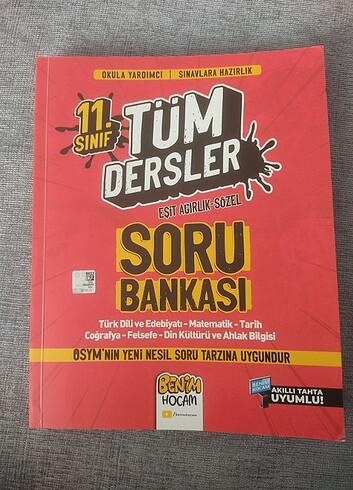 OKULA YARDIMCI | SINAVLARA HAZIRLIK
11. SINIF
TÜM
DERSLER
EŞİT AĞIRLIK-SÖZEL
SORU
BANKASI
Türk Dili ve Edebiyatı - Matematik - Tarih
Coğrafya - Felsefe - Din Kültürü ve Ahlak Bilgisi
ÖSYM'NİN YENİ NESİL SORU TARZINA UYGUNDUR
BENİM
HOCAM
BENİM
HOCAM
AKILLI TAHTA
UYUMLU!